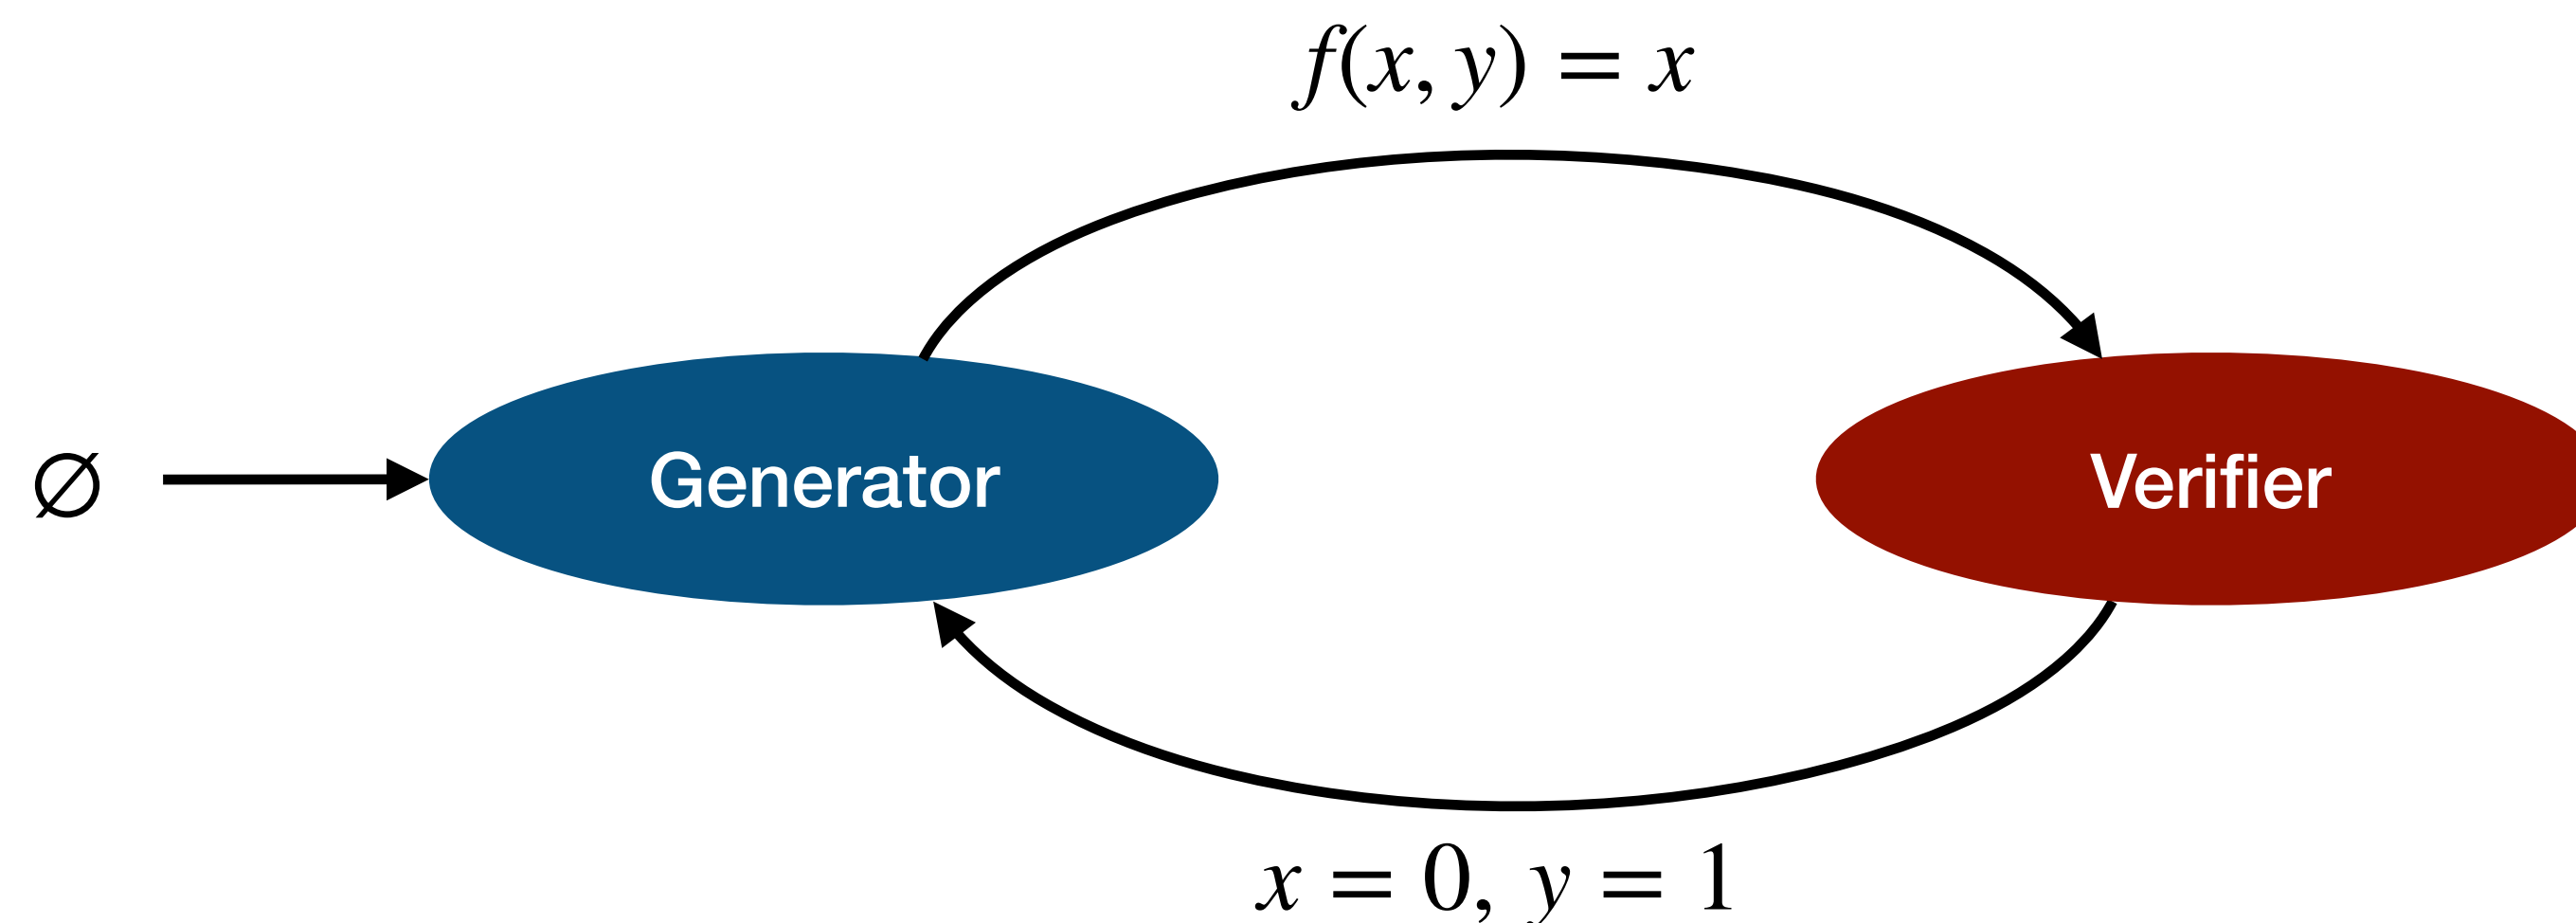 f(x, y) = x
∅
Generator
Verifier
x = 0, y = 1